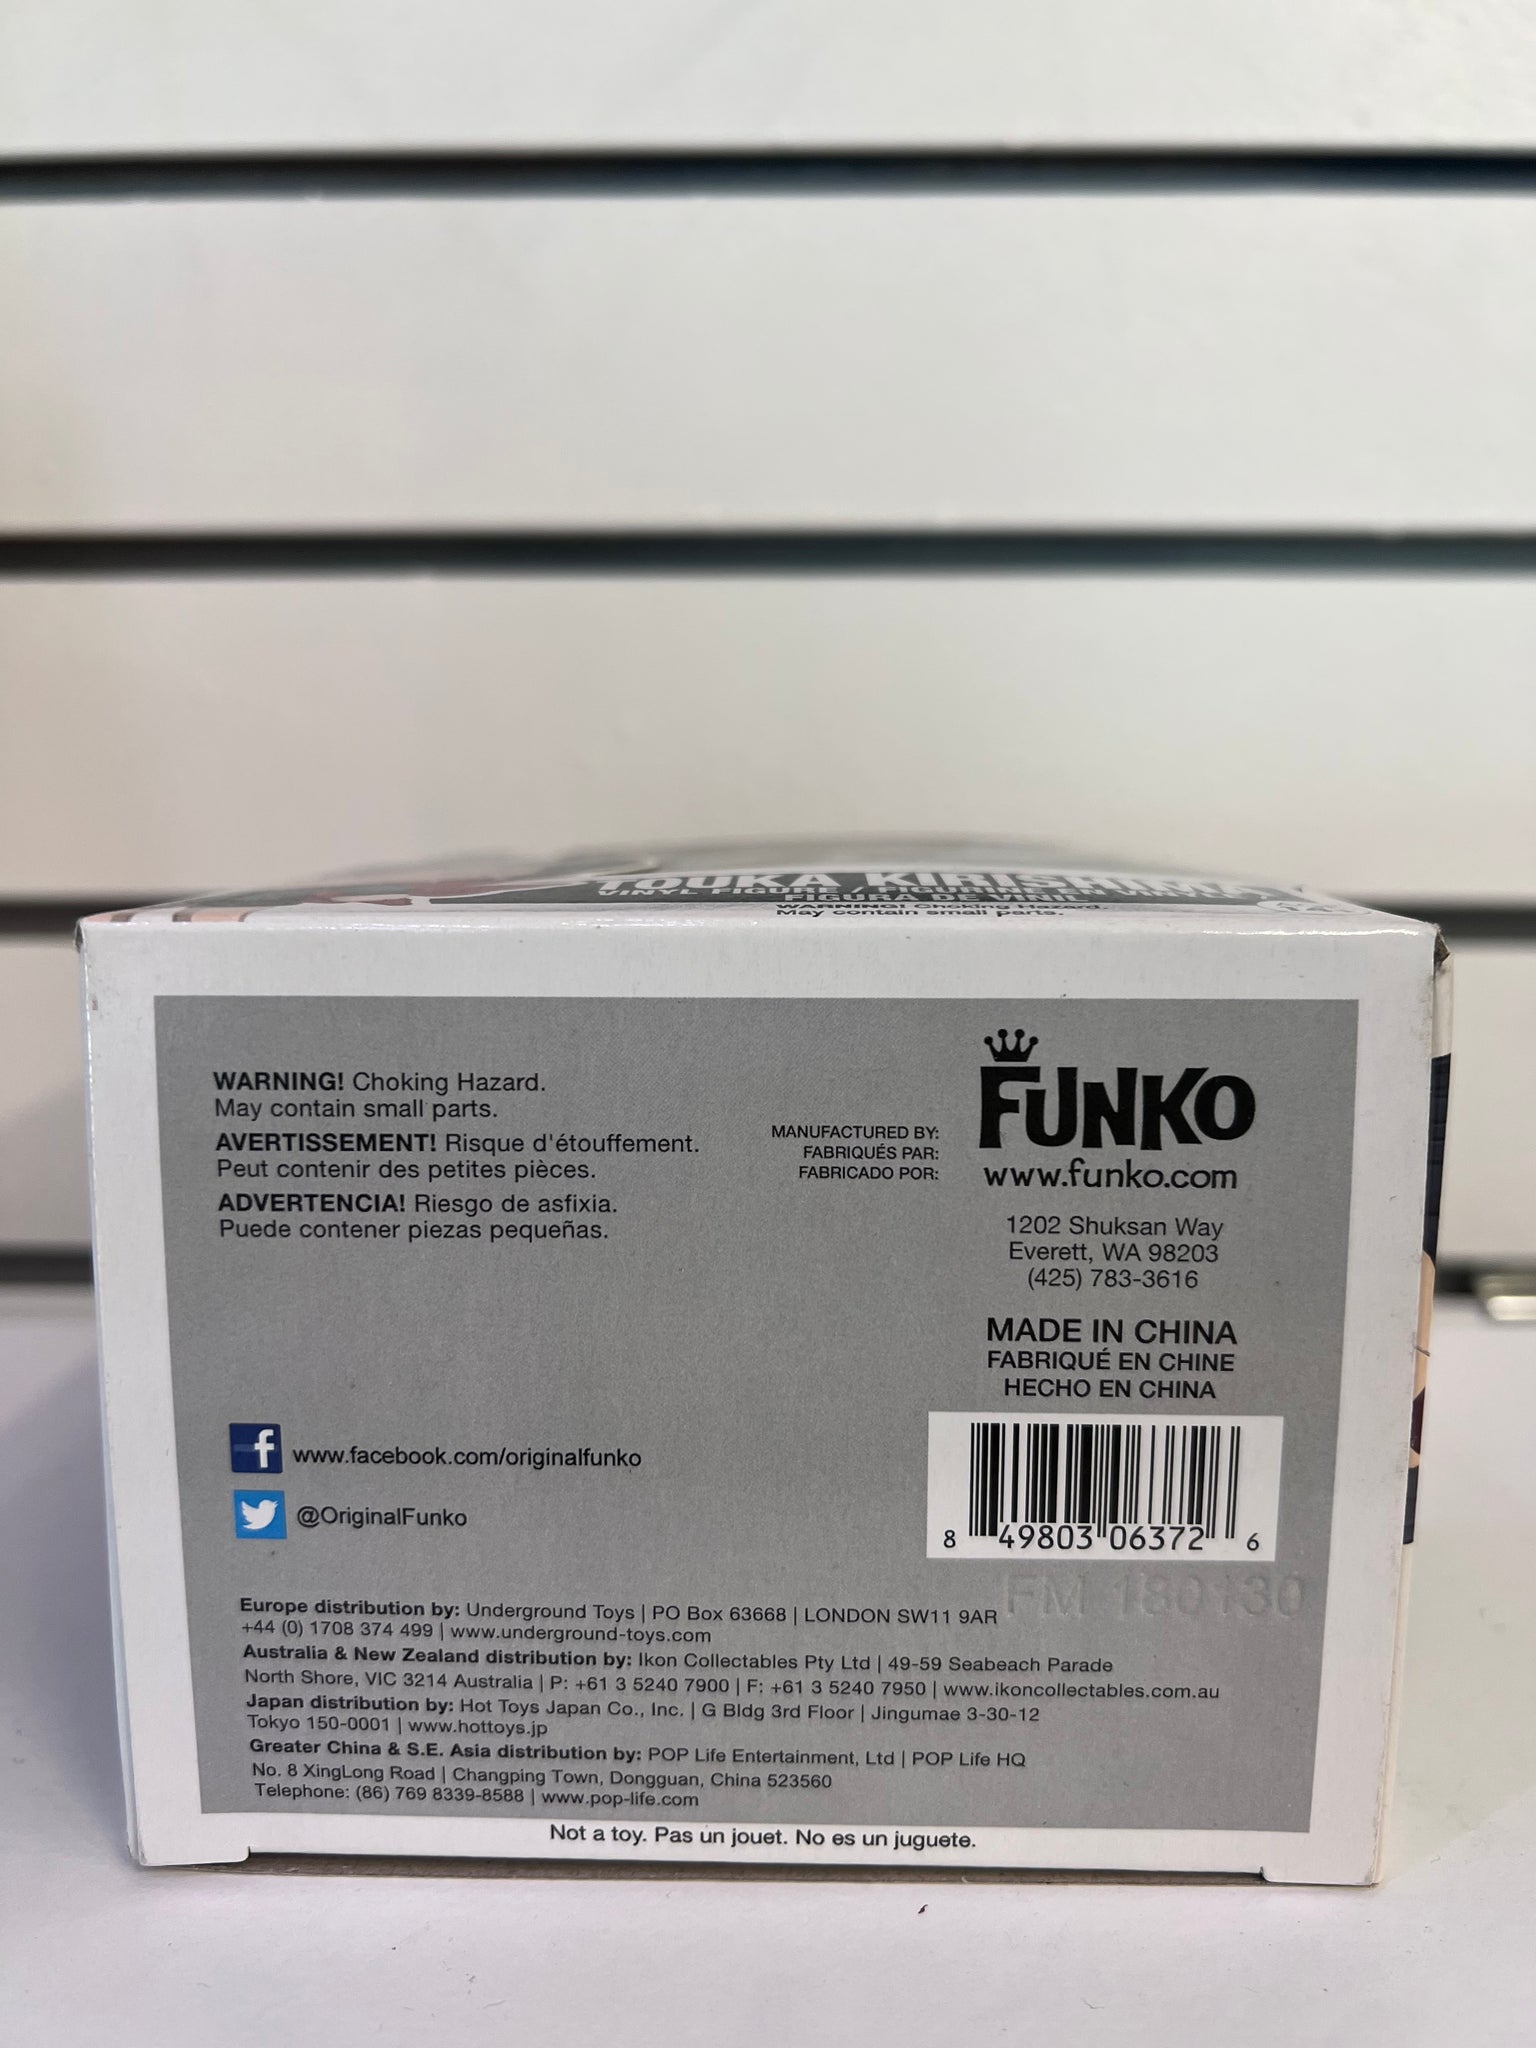 TOUKA KIRISHIMA
VINYL FIGURE / FIGURINE EN VINYLE
FIGURA DE VINIL
WARNING! Choking Hazard.
May contain small parts.
WARNING! Choking Hazard.
May contain small parts.
AVERTISSEMENT! Risque d'étouffement.
Peut contenir des petites pièces.
ADVERTENCIA! Riesgo de asfixia.
Puede contener piezas pequeñas.
MANUFACTURED BY:
FABRIQUÉS PAR:
FABRICADO POR:
FUNKO
www.funko.com
1202 Shuksan Way
Everett, WA 98203
(425) 783-3616
MADE IN CHINA
FABRIQUÉ EN CHINE
HECHO EN CHINA
www.facebook.com/originalfunko
@OriginalFunko
8 49803 06372 6
FM 180130
Europe distribution by: Underground Toys | PO Box 63668 | LONDON SW11 9AR
+44 (0) 1708 374 499 | www.underground-toys.com
Australia & New Zealand distribution by: Ikon Collectables Pty Ltd | 49-59 Seabeach Parade
North Shore, VIC 3214 Australia | P: +61 3 5240 7900 | F: +61 3 5240 7950 | www.ikoncollectables.com.au
Japan distribution by: Hot Toys Japan Co., Inc. | G Bldg 3rd Floor | Jingumae 3-30-12
Tokyo 150-0001 | www.hottoys.jp
Greater China & S.E. Asia distribution by: POP Life Entertainment, Ltd | POP Life HQ
No. 8 XingLong Road | Changping Town, Dongguan, China 523560
Telephone: (86) 769 8339-8588 | www.pop-life.com
Not a toy. Pas un jouet. No es un juguete.